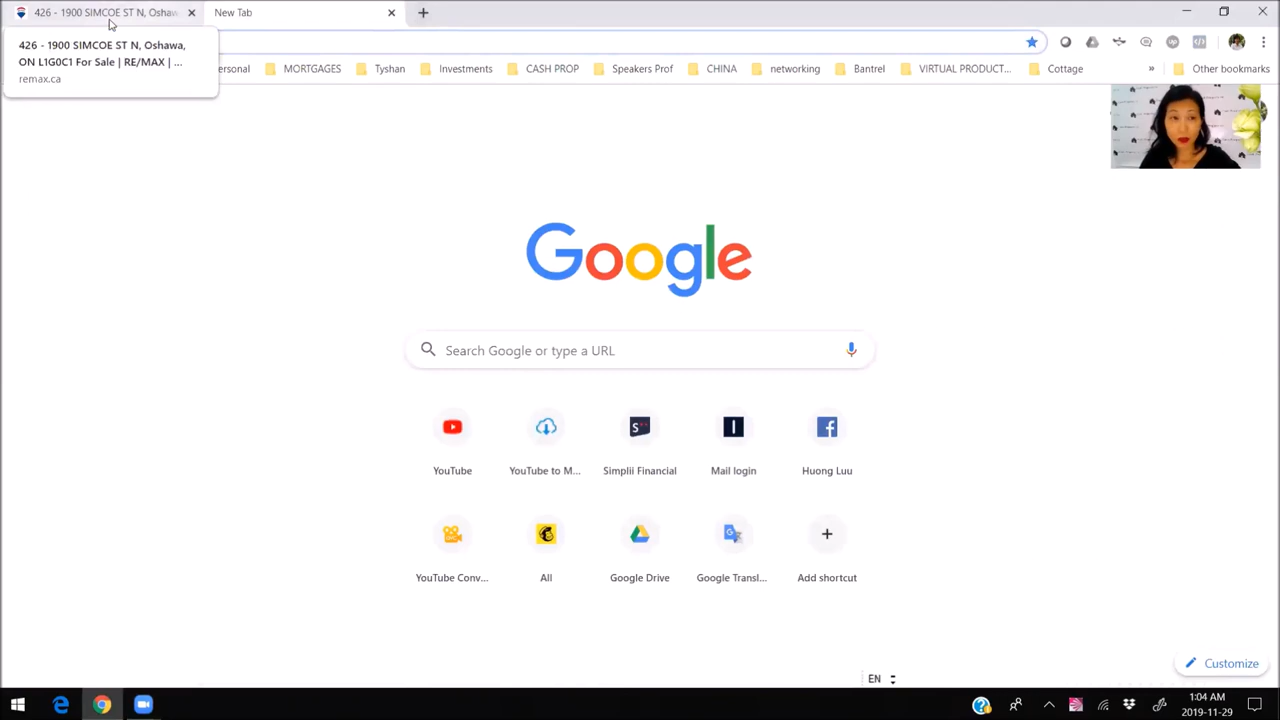 426 - 1900 SIMCOE ST N, Oshaw
New Tab
426 - 1900 SIMCOE ST N, Oshawa,
ON L1G0C1 For Sale | RE/MAX | ...
remax.ca
ersonal
MORTGAGES
Tyshan
Investments
CASH PROP
Speakers Prof
CHINA
networking
Bantrel
VIRTUAL PRODUCT...
Cottage
»
Other bookmarks
Google
Search Google or type a URL
YouTube
YouTube to M...
Simplii Financial
Mail login
Huong Luu
YouTube Conv...
All
Google Drive
Google Transl...
Add shortcut
Customize
EN
1:04 AM
2019-11-29